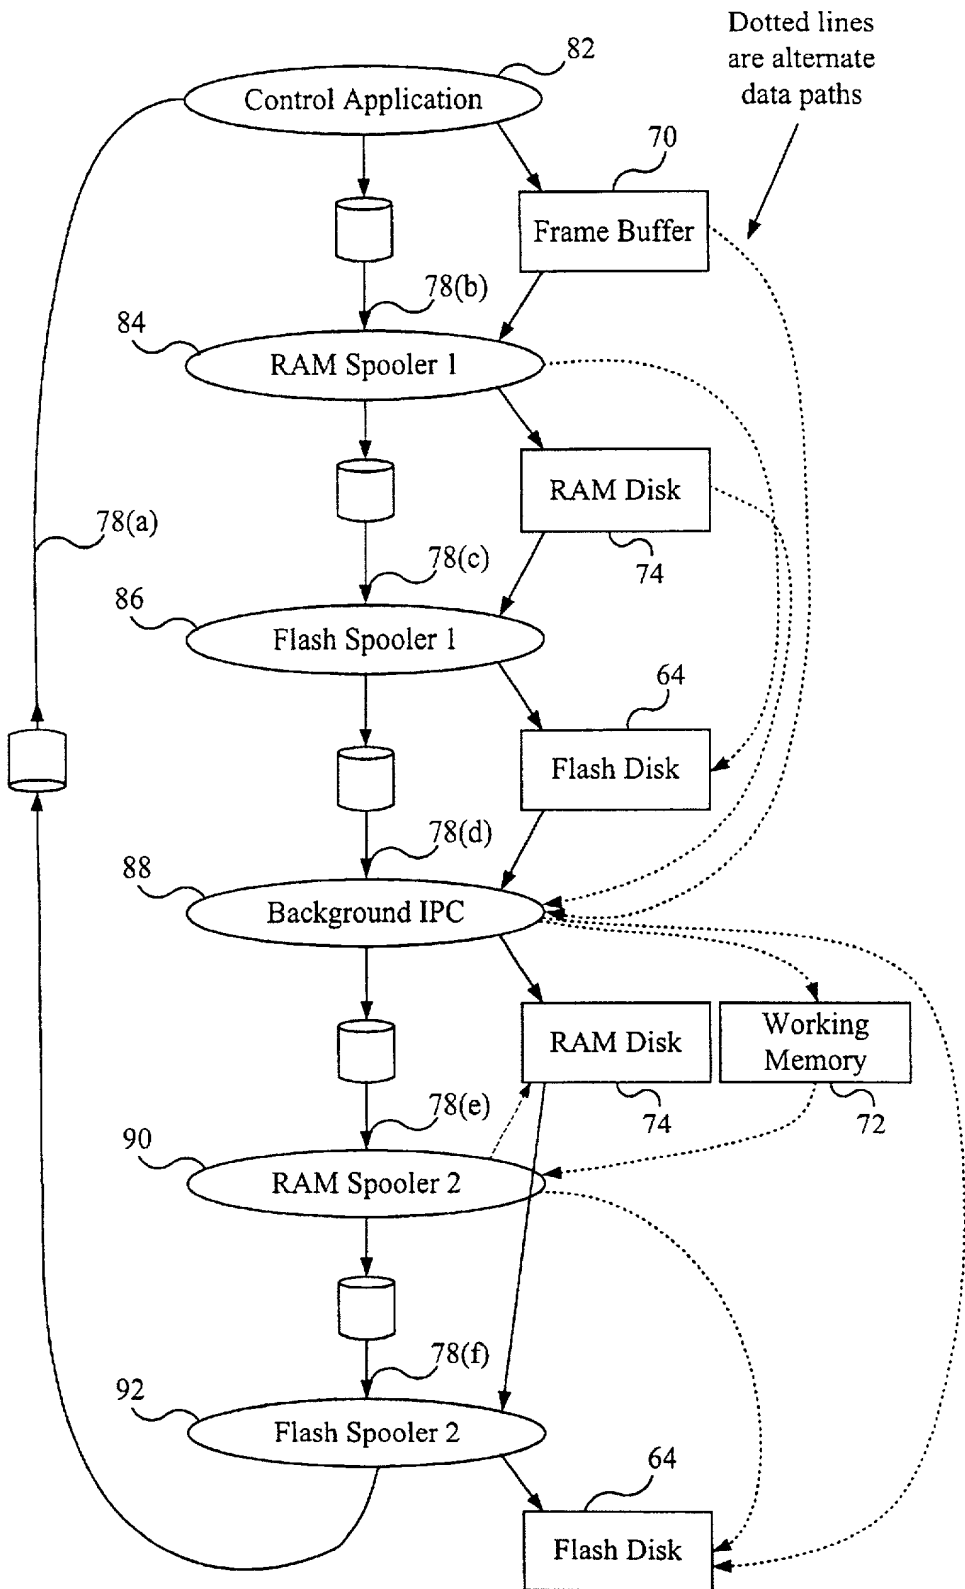 Dotted lines
are alternate
data paths
82
Control Application
70
Frame Buffer
78(b)
84
RAM Spooler 1
RAM Disk
78(a)
78(c)
74
86
Flash Spooler 1
64
Flash Disk
78(d)
88
Background IPC
RAM Disk
Working
Memory
78(e)
74
72
90
RAM Spooler 2
78(f)
92
Flash Spooler 2
64
Flash Disk